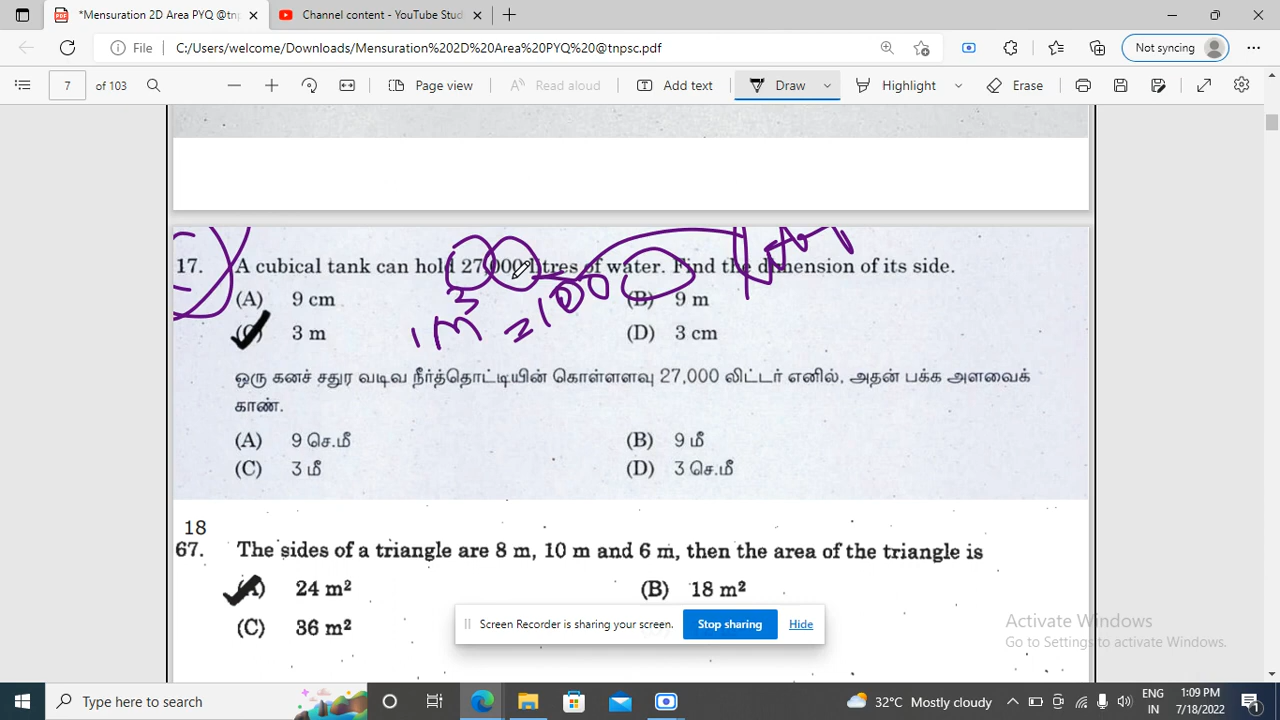 *Mensuration 2D Area PYQ @tnps
Channel content - YouTube Stud
File C:/Users/welcome/Downloads/Mensuration%202D%20Area%20PYQ%20@tnpsc.pdf Not syncing
7 of 103 Page view Read aloud Add text Draw Highlight Erase
17. A cubical tank can hold 27,000 litres of water. Find the dimension of its side.
(A) 9 cm (B) 9 m
(C) 3 m (D) 3 cm
1m3 = 1000
ஒரு கனச் சதுர வடிவ நீர்த்தொட்டியின் கொள்ளளவு 27,000 லிட்டர் எனில், அதன் பக்க அளவைக்
காண்.
(A) 9 செ.மீ (B) 9 மீ
(C) 3 மீ (D) 3 செ.மீ
18
67. The sides of a triangle are 8 m, 10 m and 6 m, then the area of the triangle is
(A) 24 m² (B) 18 m²
(C) 36 m²
Screen Recorder is sharing your screen. Stop sharing Hide
Activate Windows
Go to Settings to activate Windows.
Type here to search 32°C Mostly cloudy ENG IN 1:09 PM 7/18/2022